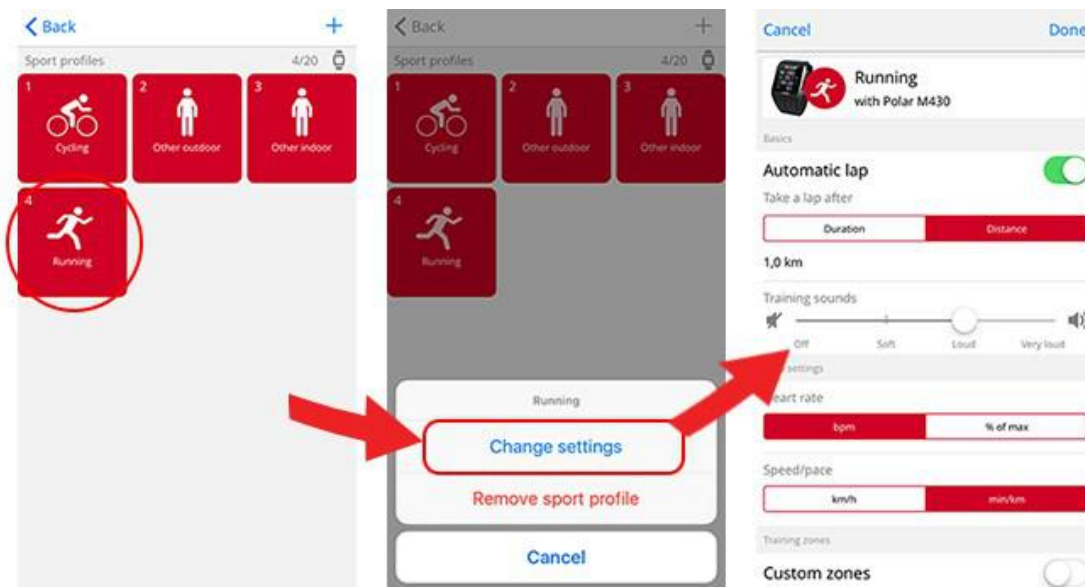 Back
Sport profiles 4/20
1 2 3
Cycling Other outdoor Other indoor
4
Running
Back
Sport profiles 4/20
1 2 3
Cycling Other outdoor Other indoor
4
Running
Running
Change settings
Remove sport profile
Cancel
Cancel Done
Running
with Polar M430
Basics
Automatic lap
Take a lap after
Duration Distance
1,0 km
Training sounds
Off Soft Loud Very loud
settings
eart rate
bpm % of max
Speed/pace
km/h min/km
Training zones
Custom zones